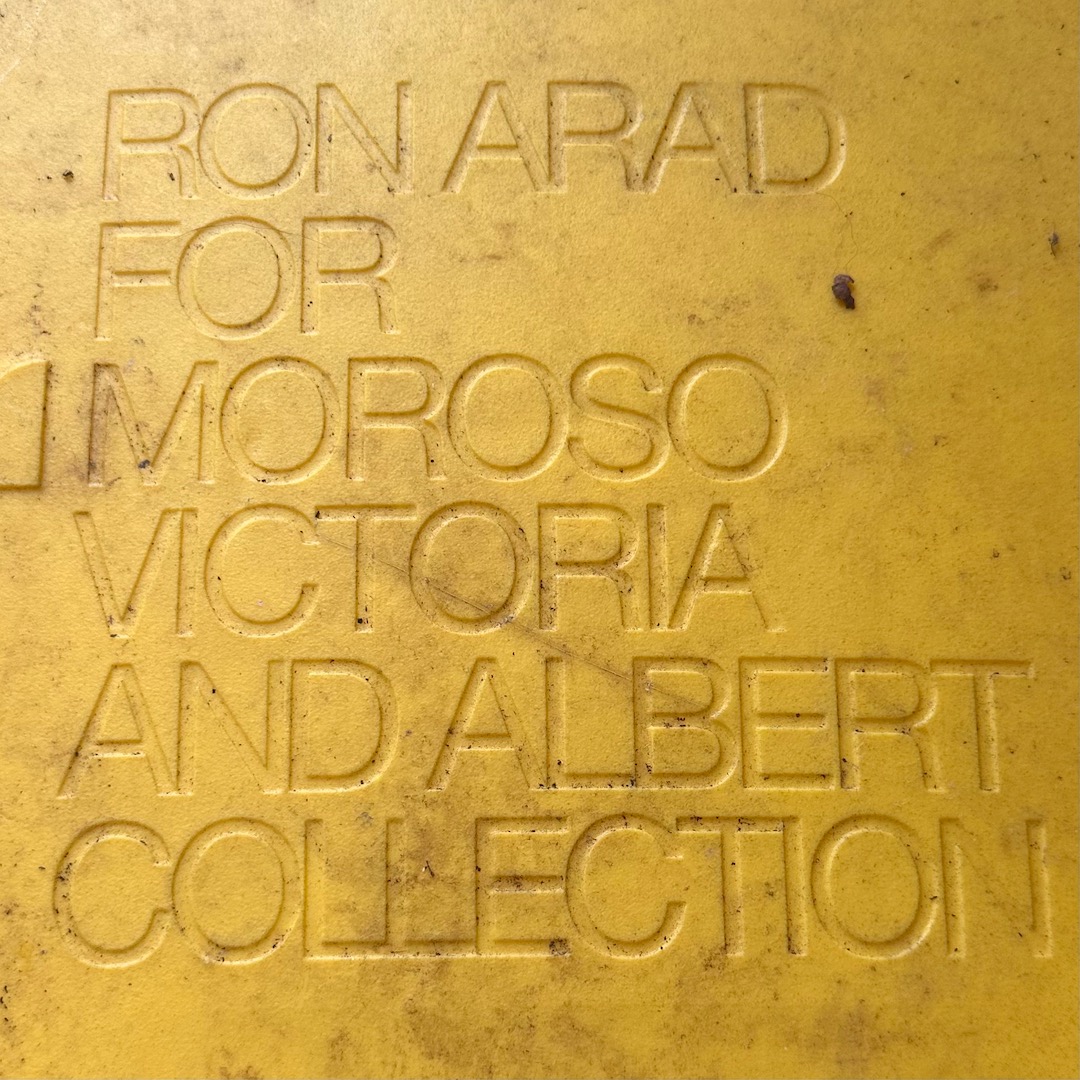 RON ARAD
FOR
MOROSO
VICTORIA
AND ALBERT
COLLECTION